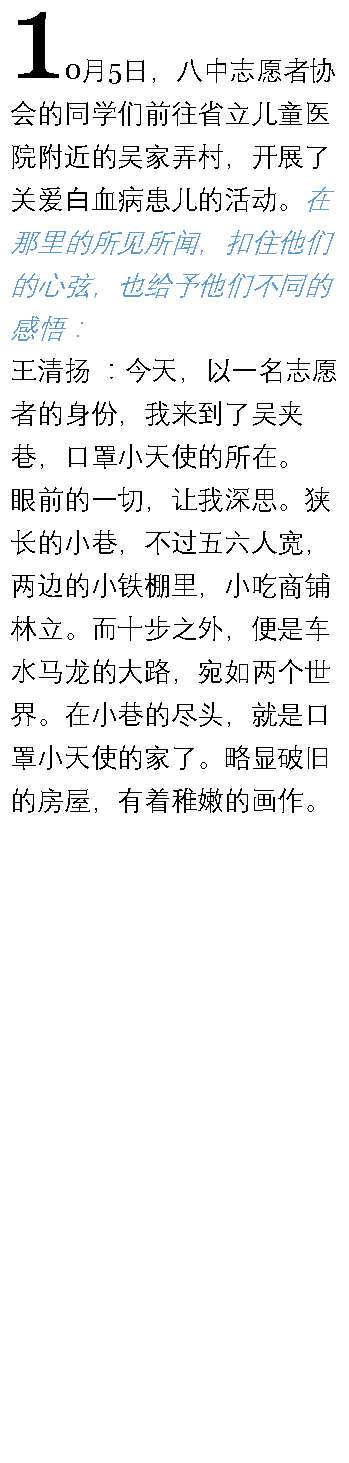 10月5日，八中志愿者协
会的同学们前往省立儿童医
院附近的吴家弄村，开展了
关爱白血病患儿的活动。在
那里的所见所闻，扣住他们
的心弦，也给予他们不同的
感悟：
王清扬 ：今天，以一名志愿
者的身份，我来到了吴夹
巷，口罩小天使的所在。
眼前的一切，让我深思。狭
长的小巷，不过五六人宽，
两边的小铁棚里，小吃商铺
林立。而十步之外，便是车
水马龙的大路，宛如两个世
界。在小巷的尽头，就是口
罩小天使的家了。略显破旧
的房屋，有着稚嫩的画作。